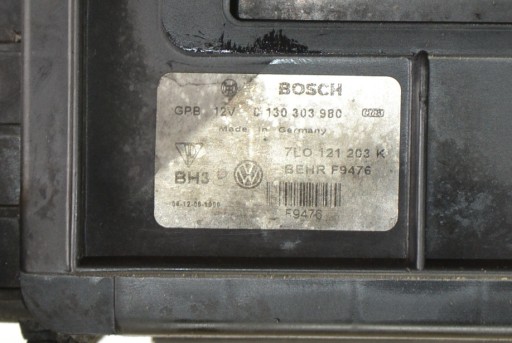 BOSCH
GPB 12V 0 130 303 980
Made in Germany
7L0 121 203 K
BH3 D
BEHR F9476
F9476